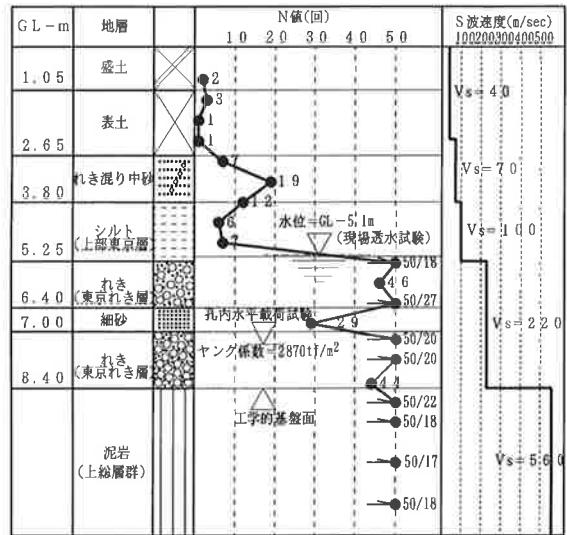 GL-m 地層 N値(回) S波速度(m/sec)
10 20 30 40 50 100200300400500
盛土
1.05
2
Vs=40
3
表土
1
1
2.65
7
れき混り中砂
19
Vs=70
3.80
12
シルト
(上部東京層)
6
水位=GL-5.1m
(現場透水試験)
Vs=100
7
5.25
50/18
れき
(東京れき層)
46
6.40
50/27
孔内水平載荷試験
7.00
細砂
29
Vs=220
50/20
ヤング係数=2870tf/m²
れき
(東京れき層)
50/20
8.40
44
50/22
工学的基盤面
50/18
泥岩
(上総層群)
50/17
Vs=560
50/18